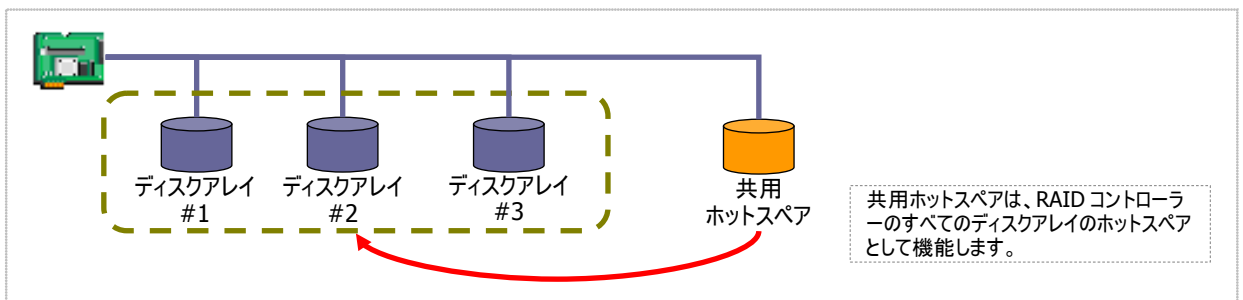 ディスクアレイ
#1
ディスクアレイ
#2
ディスクアレイ
#3
共用
ホットスペア
共用ホットスペアは、RAID コントローラ
ーのすべてのディスクアレイのホットスペア
として機能します。